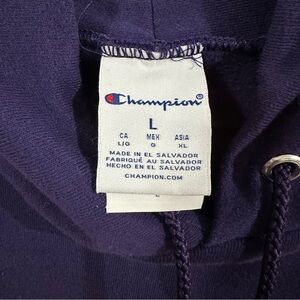 Champion
L
CA MEX ASIA
L/G G XL
MADE IN EL SALVADOR
FABRIQUÉ AU SALVADOR
HECHO EN EL SALVADOR
CHAMPION.COM